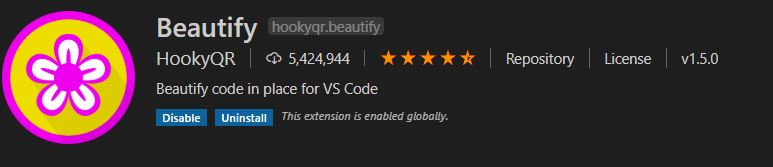 Beautify hookyqr.beautify
HookyQR 5,424,944 Repository License v1.5.0
Beautify code in place for VS Code
Disable Uninstall This extension is enabled globally.